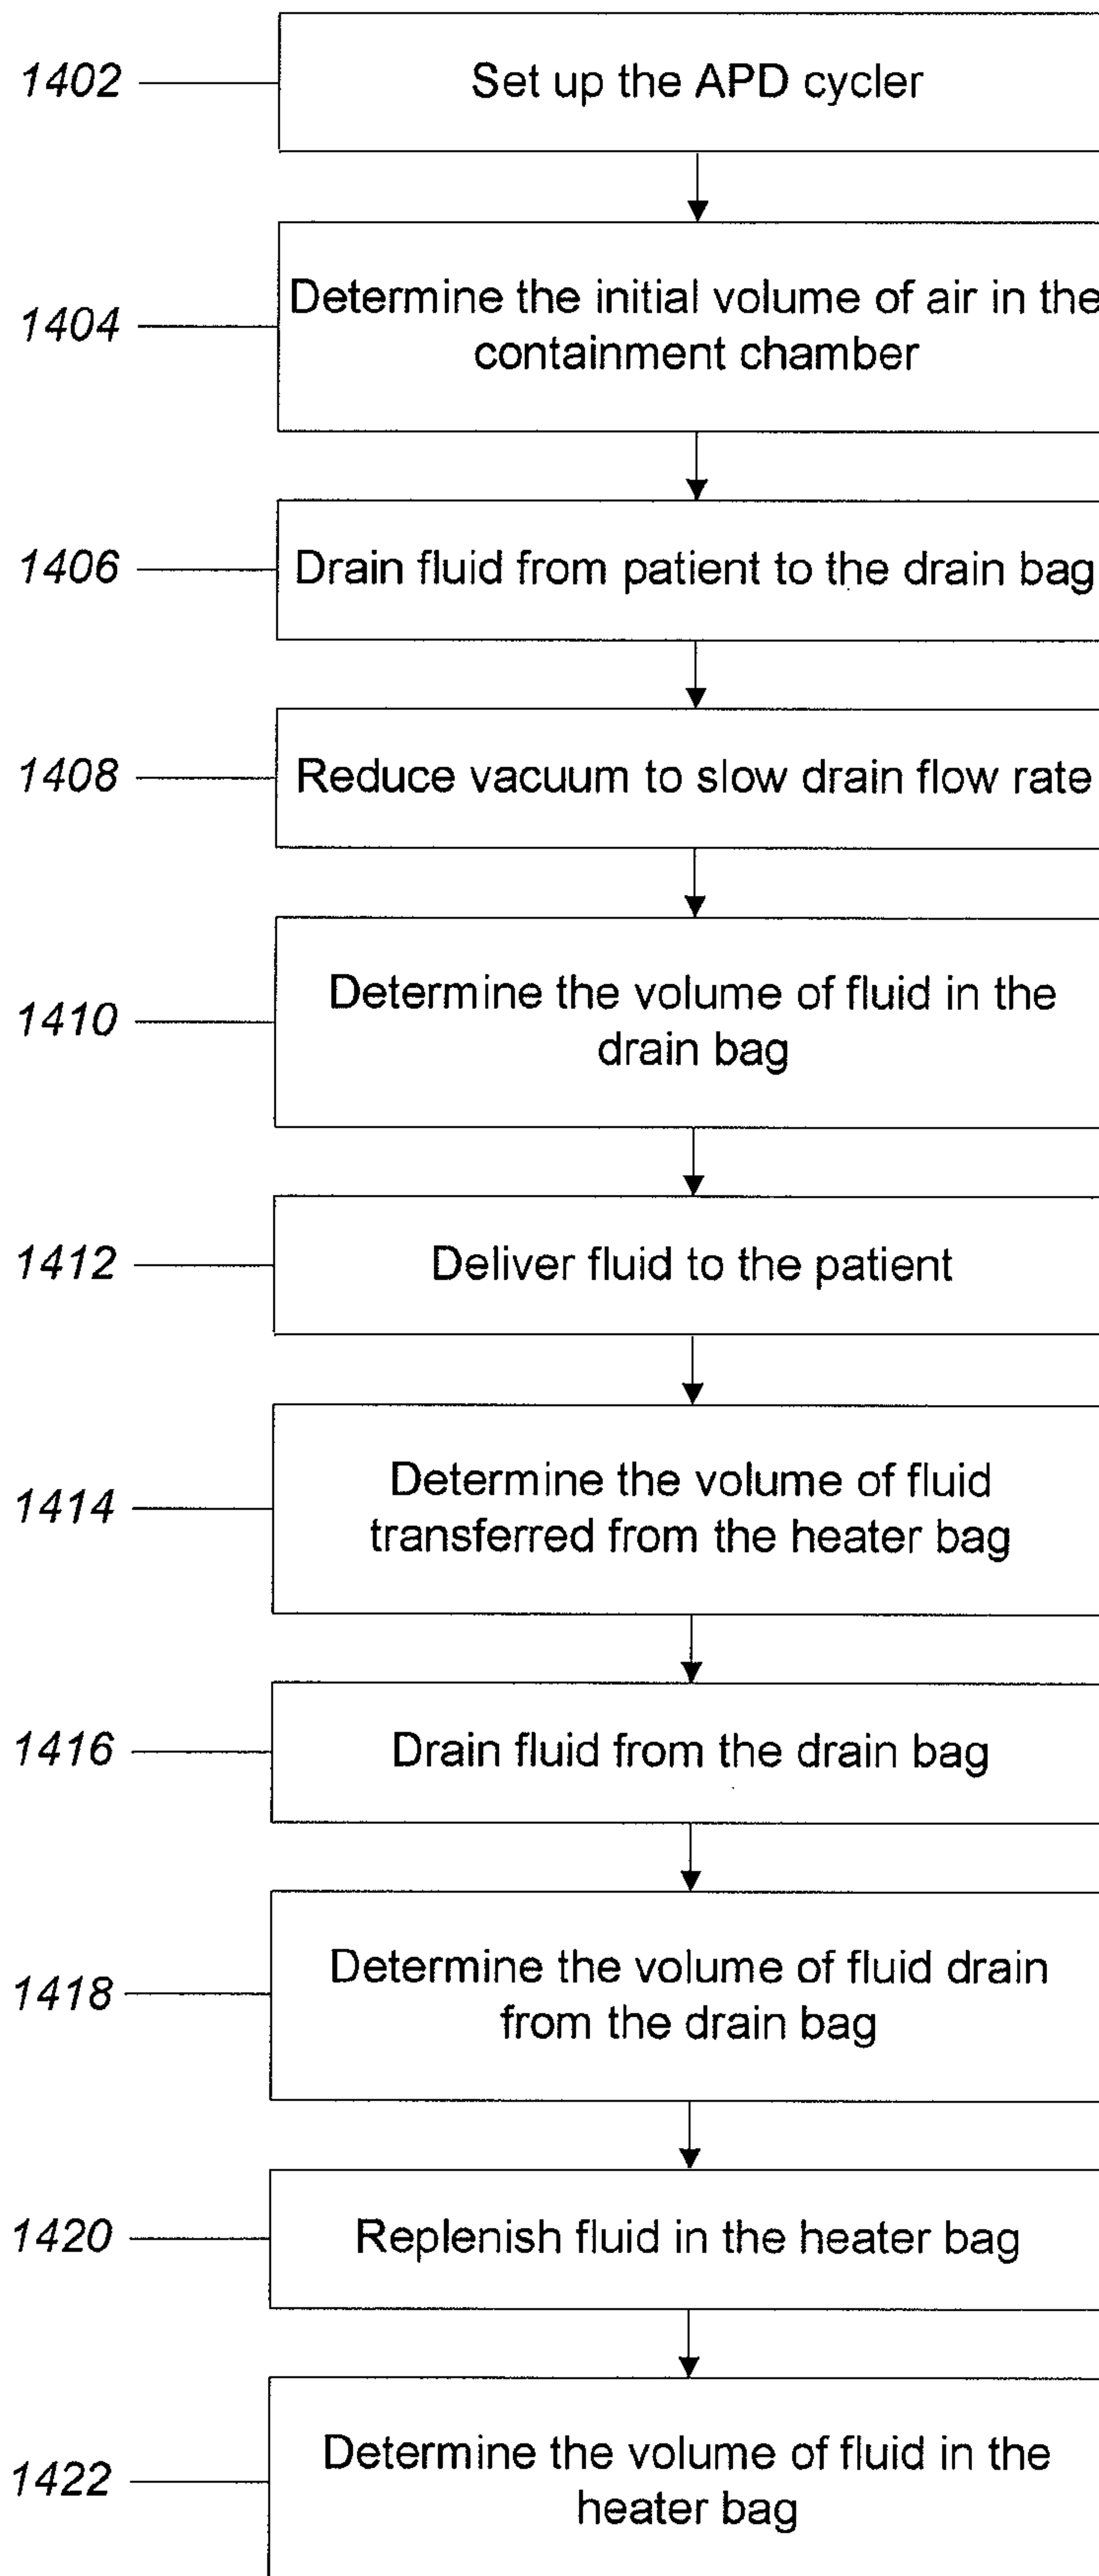 1402
Set up the APD cycler
1404
Determine the initial volume of air in the
containment chamber
1406
Drain fluid from patient to the drain bag
1408
Reduce vacuum to slow drain flow rate
1410
Determine the volume of fluid in the
drain bag
1412
Deliver fluid to the patient
1414
Determine the volume of fluid
transferred from the heater bag
1416
Drain fluid from the drain bag
1418
Determine the volume of fluid drain
from the drain bag
1420
Replenish fluid in the heater bag
1422
Determine the volume of fluid in the
heater bag